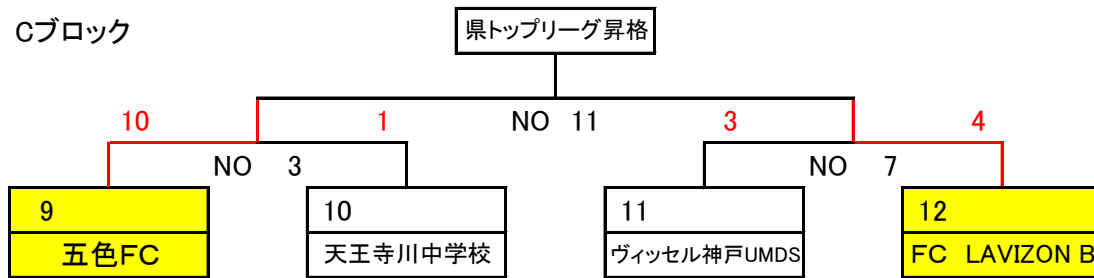 Cブロック
県トップリーグ昇格
10 1 NO 11 3 4
NO 3 NO 7
9 10 11 12
五色FC 天王寺川中学校 ヴィッセル神戸UMDS FC LAVIZON B